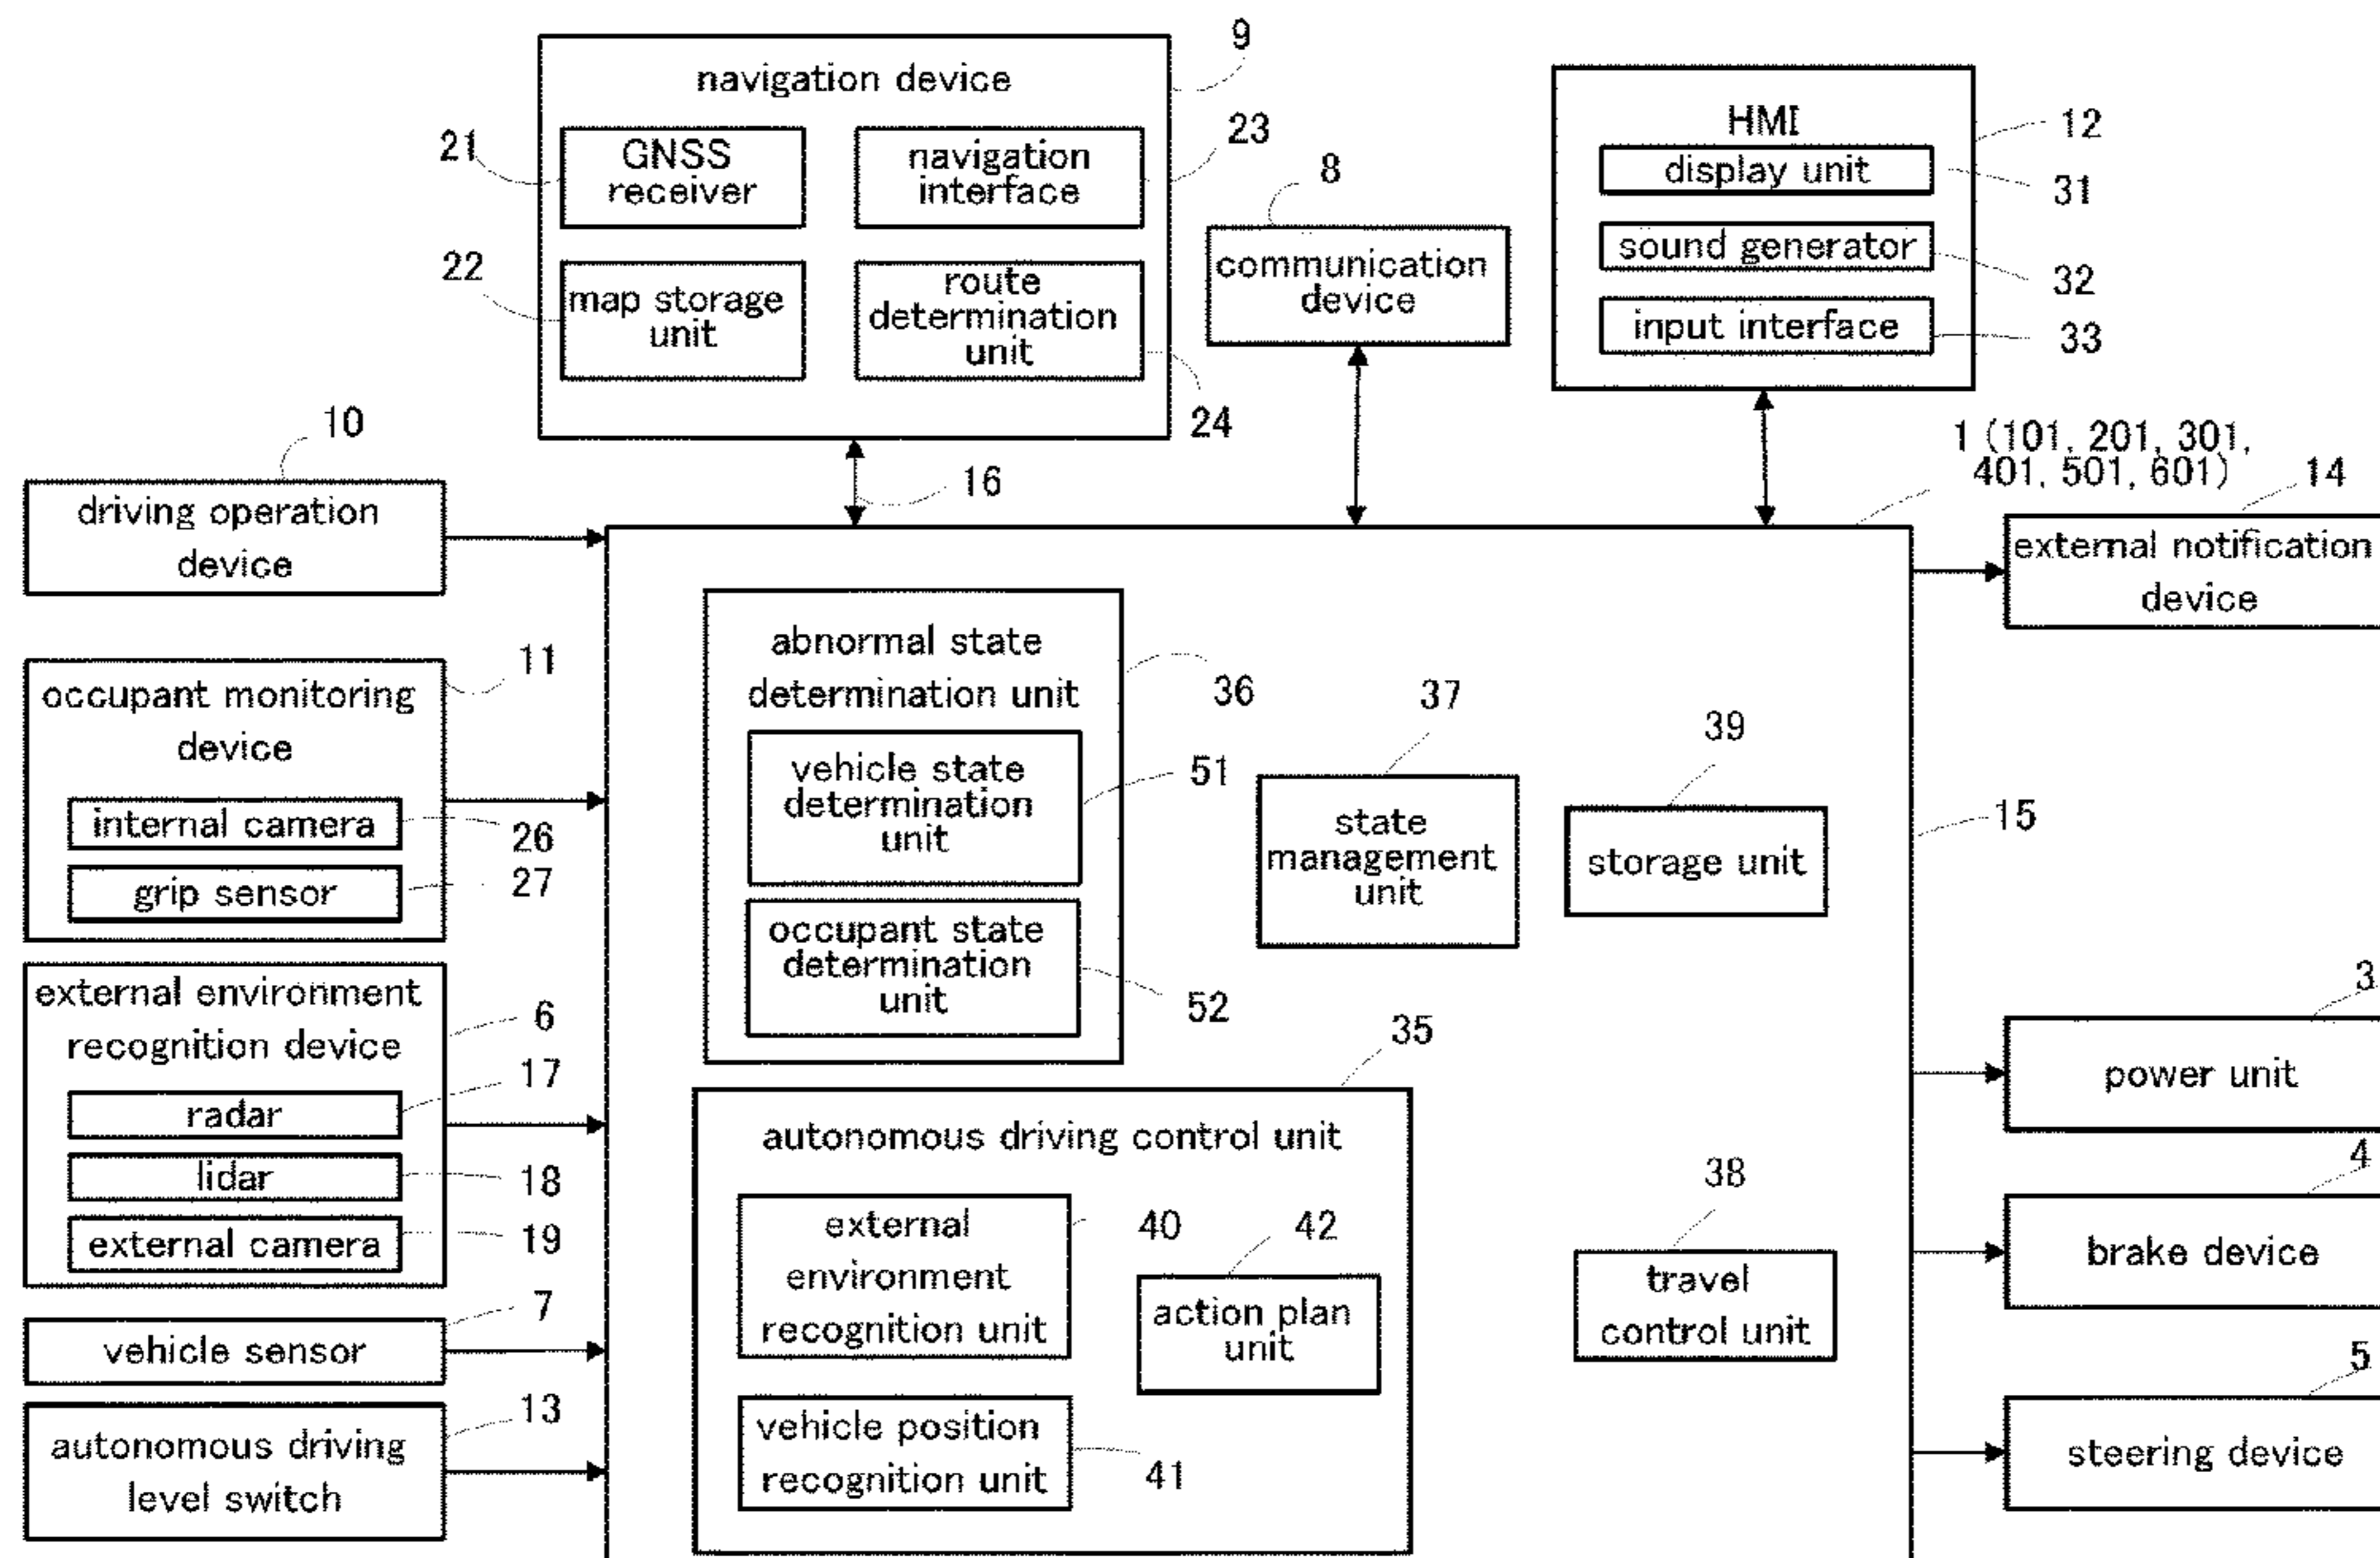 9
navigation device
21
GNSS
receiver
navigation
interface
23
22
map storage
unit
route
determination
unit
24
8
communication
device
HMI
12
display unit
31
sound generator
32
input interface
33
10
driving operation
device
16
1 (101, 201, 301,
401, 501, 601)
14
external notification
device
11
occupant monitoring
device
internal camera
26
grip sensor
27
abnormal state
determination unit
36
vehicle state
determination
unit
51
occupant state
determination
unit
52
37
state
management
unit
39
storage unit
15
external environment
recognition device
6
radar
17
lidar
18
external camera
19
7
vehicle sensor
13
autonomous driving
level switch
35
autonomous driving control unit
external
environment
recognition unit
40
42
action plan
unit
vehicle position
recognition unit
41
38
travel
control unit
3
power unit
4
brake device
5
steering device